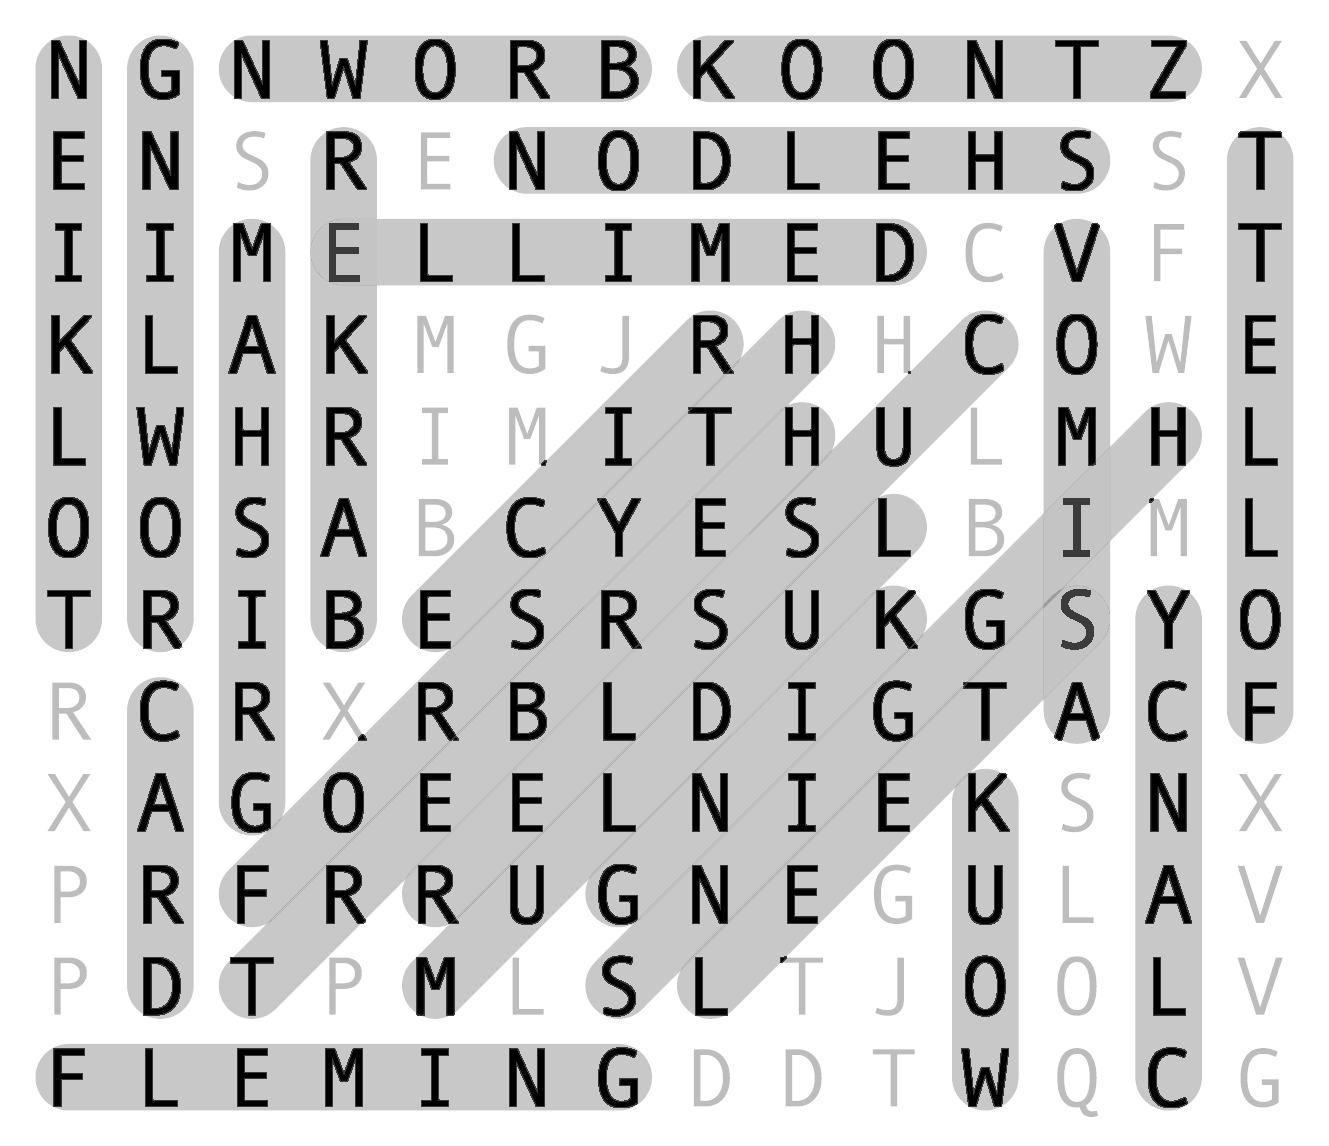 N G N W O R B K O O N T Z X
E N S R E N O D L E H S S T
I I M E L L I M E D C V F T
K L A K M G J R H H C O W E
L W H R I M I T H U L M H L
O O S A B C Y E S L B I M L
T R I B E S R S U K G S Y O
R C R X R B L D I G T A C F
X A G O E E L N I E K S N X
P R F R R U G N E G U L A V
P D T P M L S L T J O O L V
F L E M I N G D D T W Q C G